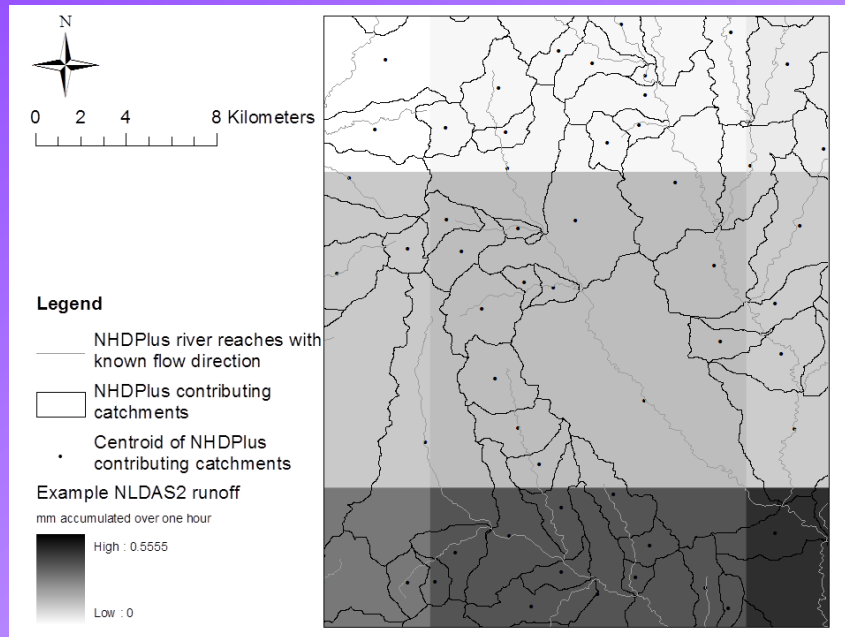 N
0 2 4 8 Kilometers
Legend
NHDPlus river reaches with
known flow direction
NHDPlus contributing
catchments
Centroid of NHDPlus
contributing catchments
Example NLDAS2 runoff
mm accumulated over one hour
High : 0.5555
Low : 0